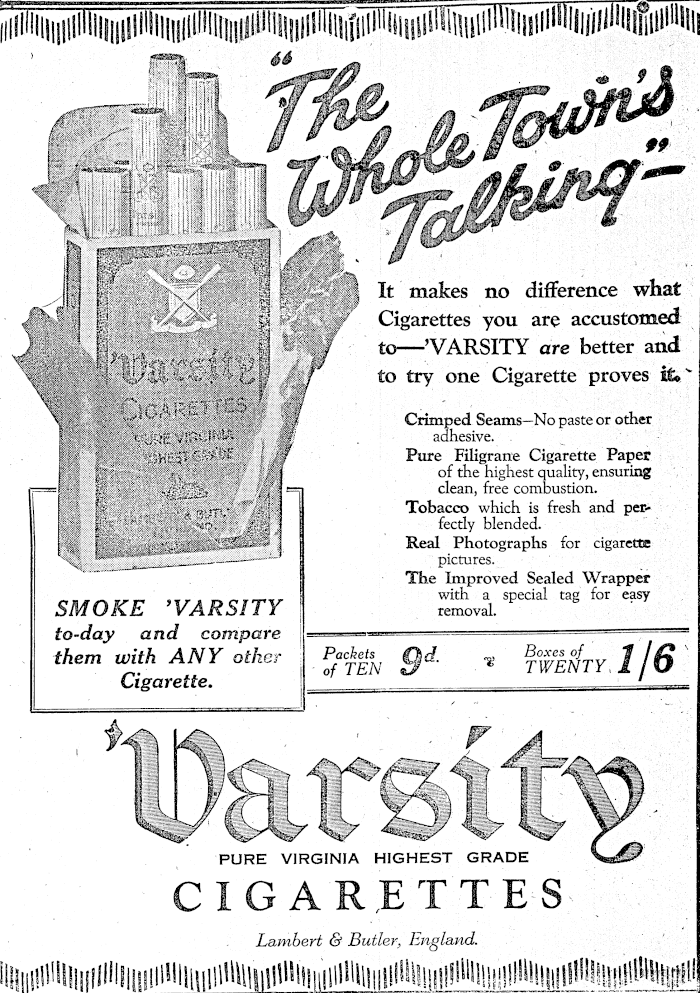 "The
Whole Town's
Talking"—
It makes no difference what
Cigarettes you are accustomed
to—'VARSITY are better and
to try one Cigarette proves it.
Crimped Seams—No paste or other
adhesive.
Pure Filigrane Cigarette Paper
of the highest quality, ensuring
clean, free combustion.
Tobacco which is fresh and per-
fectly blended.
Real Photographs for cigarette
pictures.
The Improved Sealed Wrapper
with a special tag for easy
removal.
'Varsity
CIGARETTES
PURE VIRGINIA
HIGHEST GRADE
SMOKE 'VARSITY
to-day and compare
them with ANY other
Cigarette.
Packets
of TEN 9d.
Boxes of
TWENTY 1/6
'Varsity
PURE VIRGINIA HIGHEST GRADE
CIGARETTES
Lambert & Butler, England.